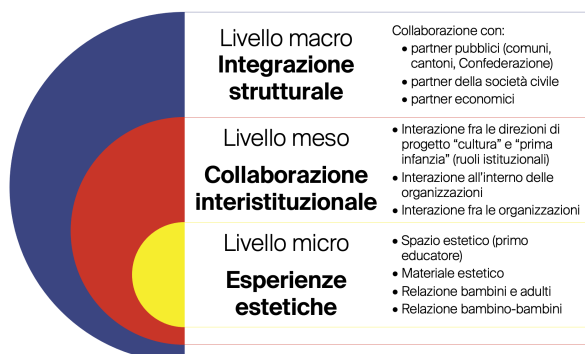 Livello macro
Integrazione
strutturale
Collaborazione con:
• partner pubblici (comuni,
cantoni, Confederazione)
• partner della società civile
• partner economici
Livello meso
Collaborazione
interistituzionale
• Interazione fra le direzioni di
progetto “cultura” e “prima
infanzia” (ruoli istituzionali)
• Interazione all’interno delle
organizzazioni
• Interazione fra le organizzazioni
Livello micro
Esperienze
estetiche
• Spazio estetico (primo
educatore)
• Materiale estetico
• Relazione bambini e adulti
• Relazione bambino-bambini